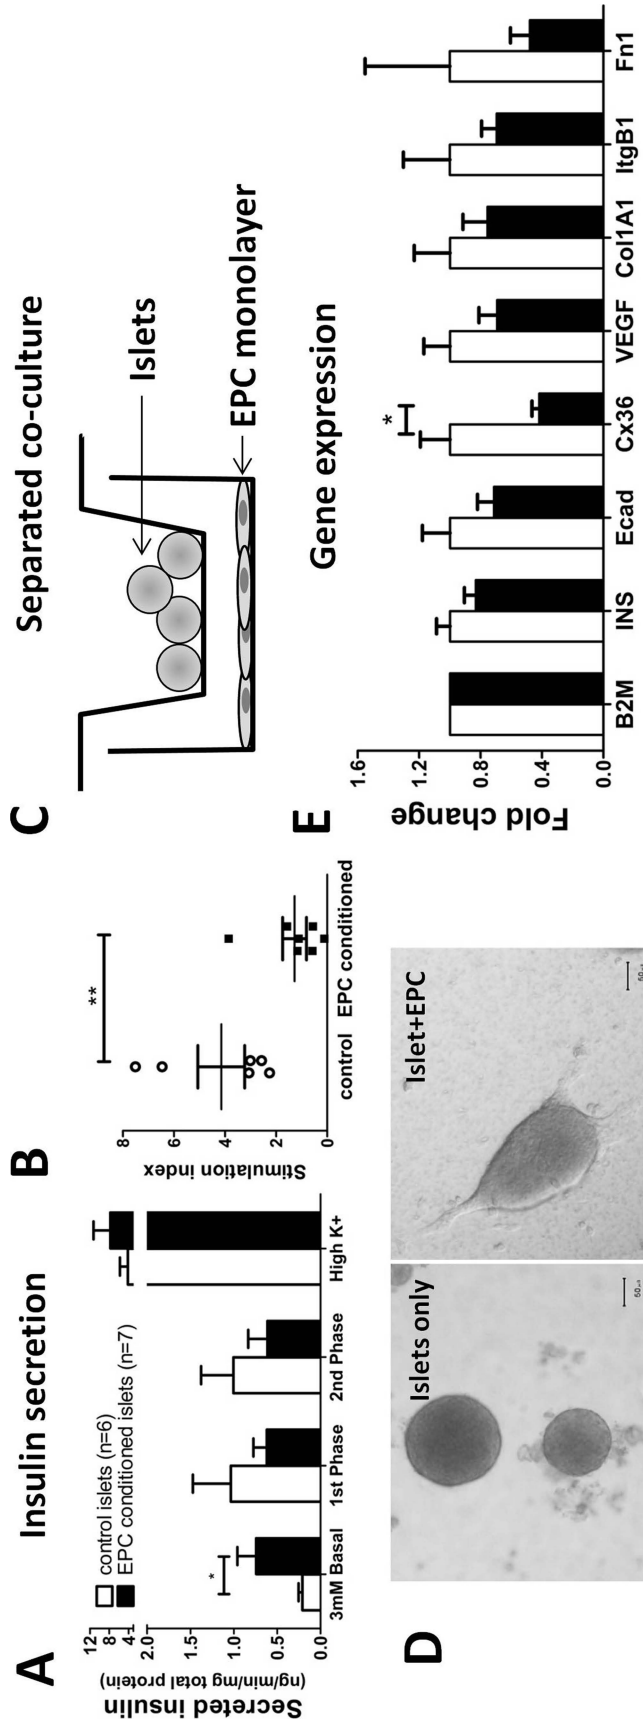 A
Insulin secretion
control islets (n=6)
EPC conditioned islets (n=7)
Secreted insulin
(ng/min/mg total protein)
12
8
4
2.0
1.5
1.0
0.5
0.0
*
3mM Basal
1st Phase
2nd Phase
High K+
B
Stimulation index
8
6
4
2
0
**
control
EPC conditioned
C
Separated co-culture
Islets
EPC monolayer
D
Islets only
Islet+EPC
E
Gene expression
Fold change
1.6
1.2
0.8
0.4
0.0
*
B2M
INS
Ecad
Cx36
VEGF
Col1A1
ItgB1
Fn1